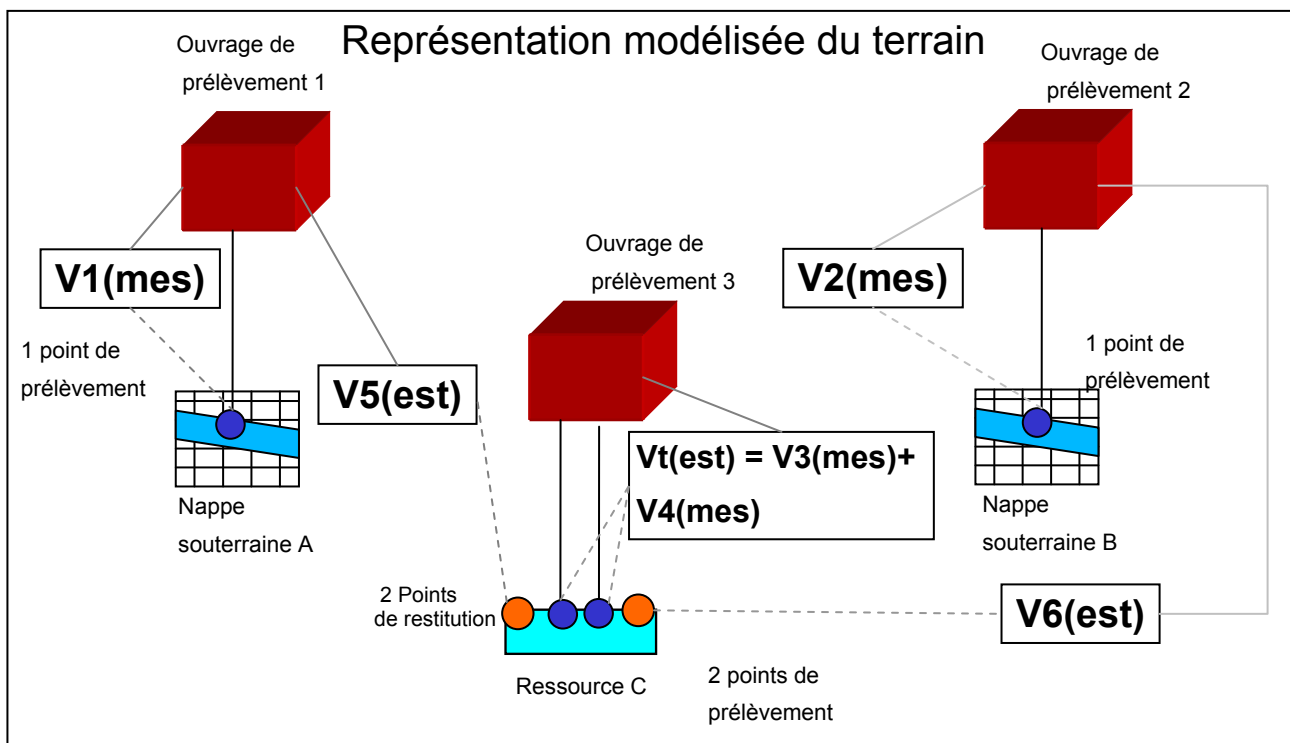 Représentation modélisée du terrain
Ouvrage de
prélèvement 1
Ouvrage de
prélèvement 2
V1(mes)
Ouvrage de
prélèvement 3
V2(mes)
1 point de
prélèvement
V5(est)
1 point de
prélèvement
Vt(est) = V3(mes)+
V4(mes)
Nappe
souterraine A
Nappe
souterraine B
2 Points
de restitution
V6(est)
Ressource C
2 points de
prélèvement